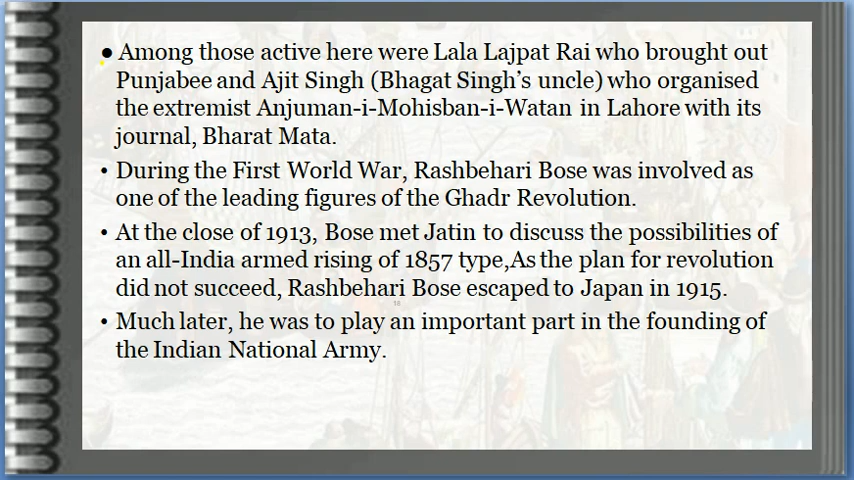 ● Among those active here were Lala Lajpat Rai who brought out
Punjabee and Ajit Singh (Bhagat Singh’s uncle) who organised
the extremist Anjuman-i-Mohisban-i-Watan in Lahore with its
journal, Bharat Mata.
• During the First World War, Rashbehari Bose was involved as
one of the leading figures of the Ghadr Revolution.
• At the close of 1913, Bose met Jatin to discuss the possibilities of
an all-India armed rising of 1857 type,As the plan for revolution
did not succeed, Rashbehari Bose escaped to Japan in 1915.
• Much later, he was to play an important part in the founding of
the Indian National Army.